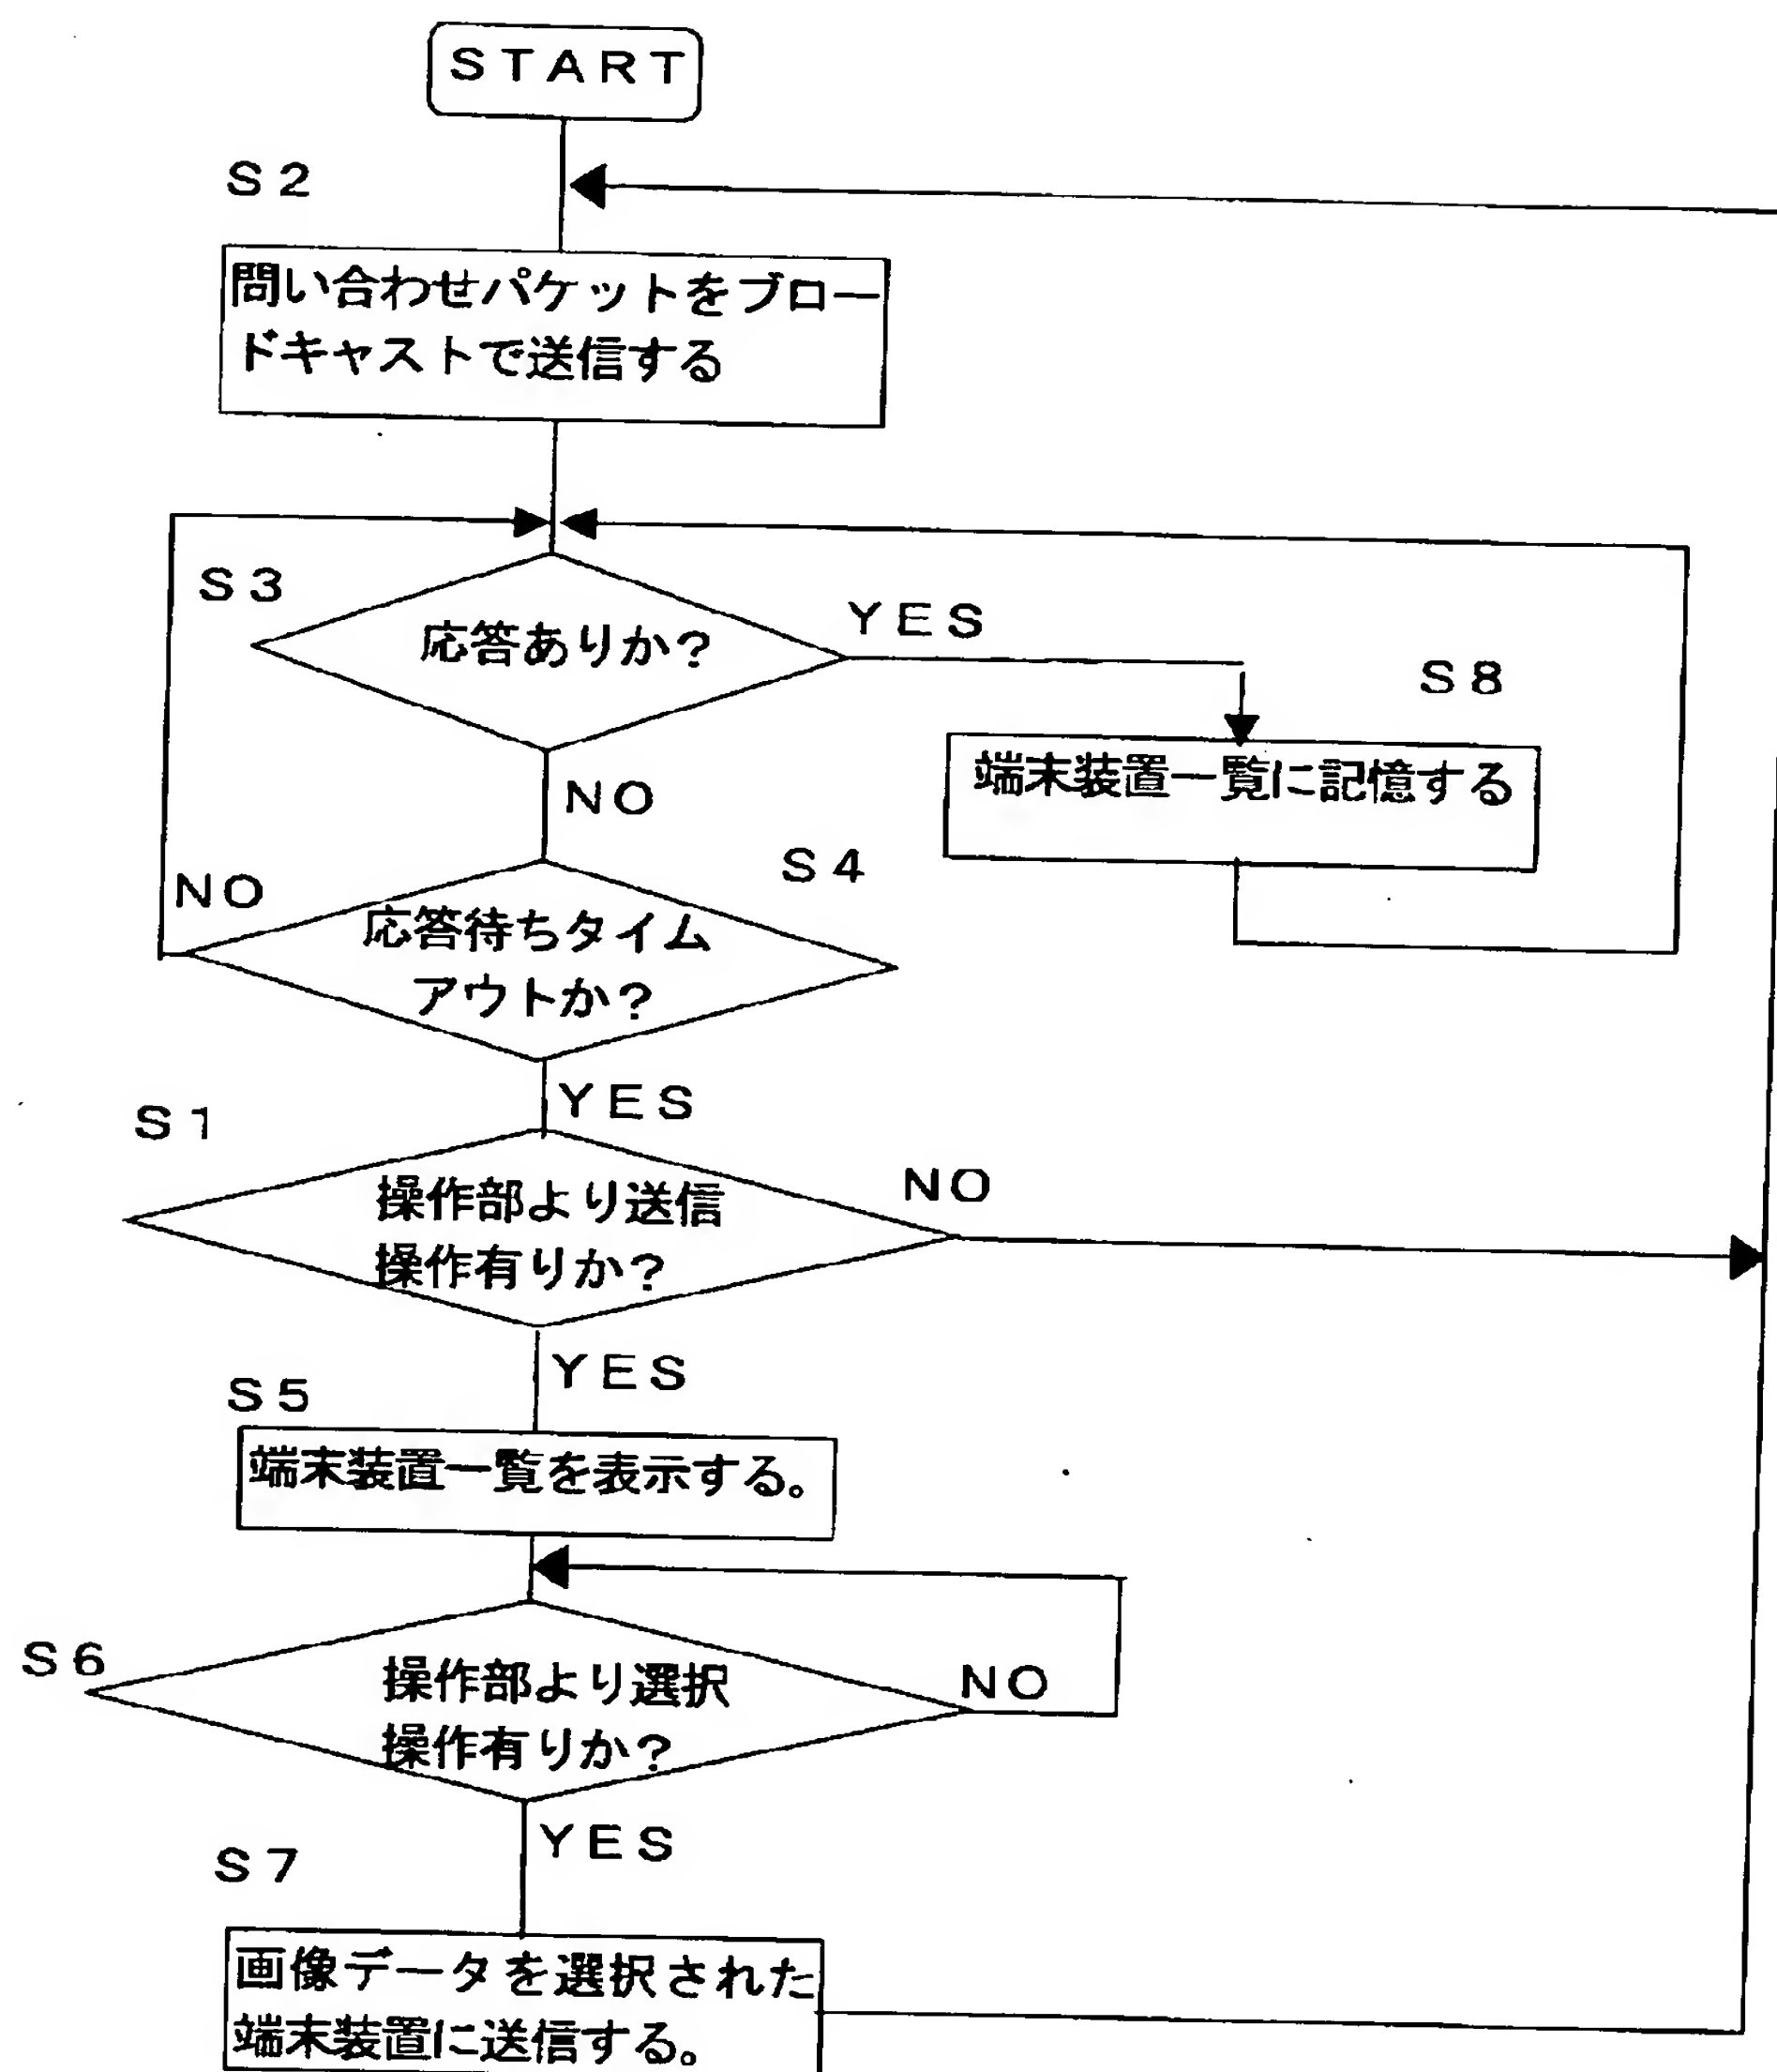 START
S2
問い合わせパケットをブロー
ドキャストで送信する
S3
応答ありか?
YES
S8
端末装置一覧に記憶する
NO
S4
NO
応答待ちタイム
アウトか?
YES
S1
操作部より送信
操作有りか?
NO
YES
S5
端末装置一覧を表示する。
S6
操作部より選択
操作有りか?
NO
YES
S7
画像データを選択された
端末装置に送信する。